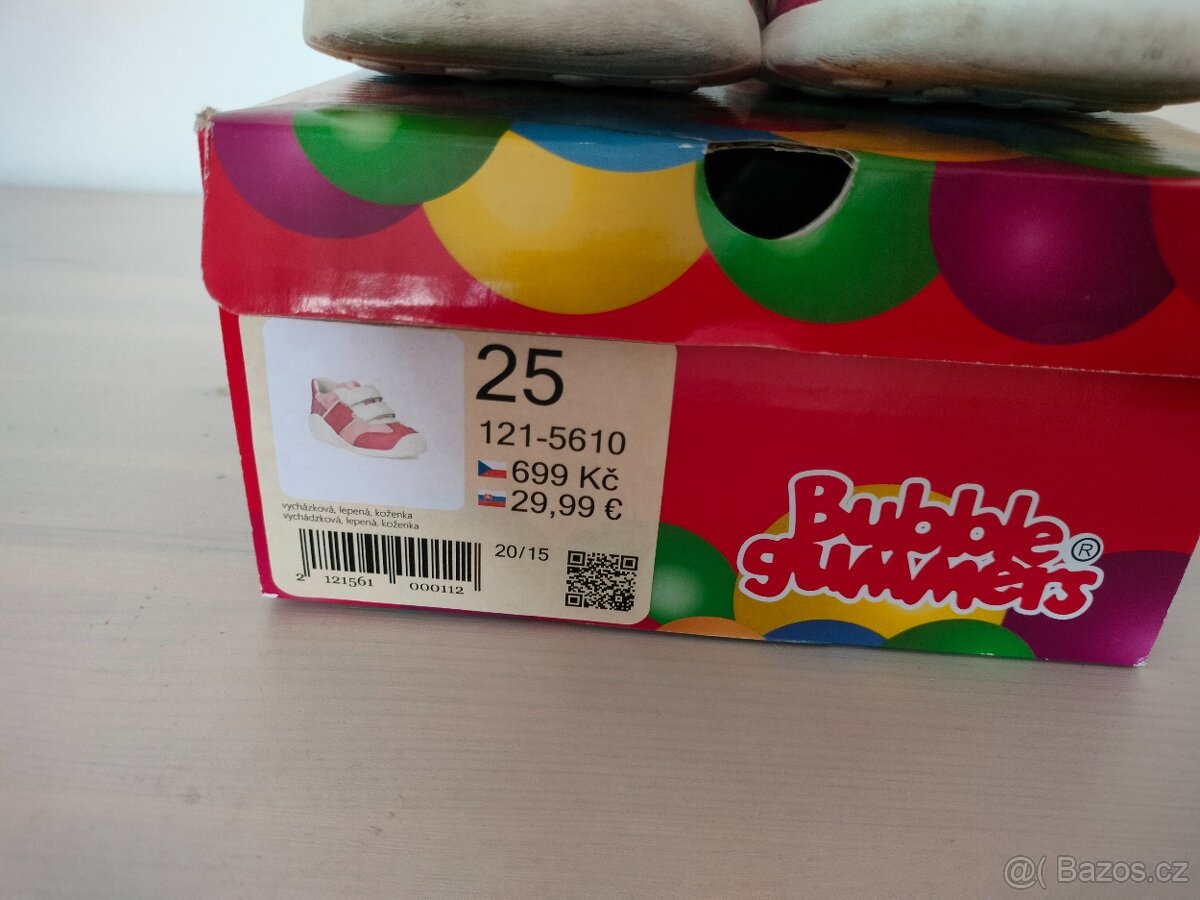 25
121-5610
699 Kč
29,99 €
vycházková, lepená, koženka
vychádzková, lepená, koženka
20/15
2 121561 000112
Bubble
gummers ®
@( Bazos.cz